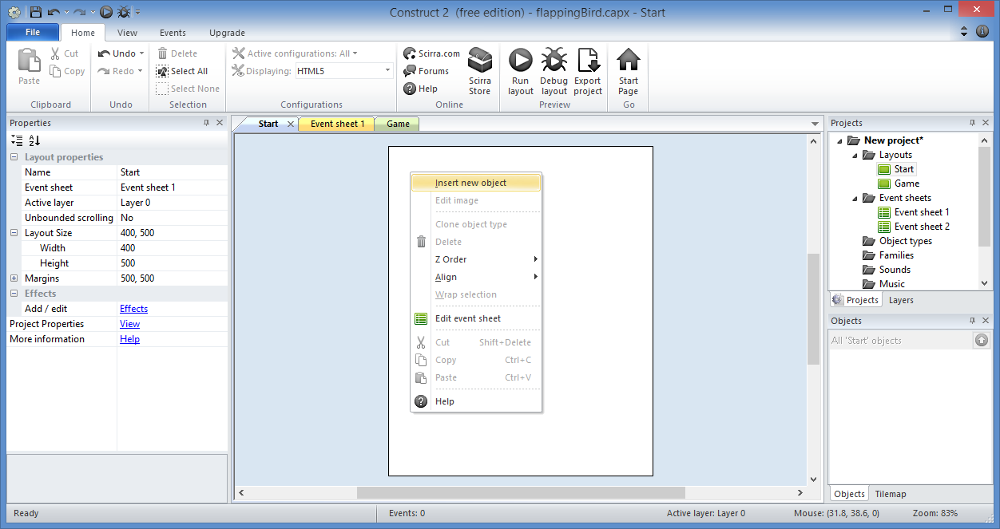 Construct 2  (free edition) - flappingBird.capx - Start
File Home View Events Upgrade
Paste
Cut
Copy
Clipboard
Undo
Redo
Undo
Delete
Select All
Select None
Selection
Active configurations: All
Displaying: HTML5
Configurations
Scirra.com
Forums
Help
Scirra
Store
Online
Run
layout
Debug
layout
Export
project
Preview
Start
Page
Go
Properties
Layout properties
Name Start
Event sheet Event sheet 1
Active layer Layer 0
Unbounded scrolling No
Layout Size 400, 500
Width 400
Height 500
Margins 500, 500
Effects
Add / edit Effects
Project Properties View
More information Help
Start Event sheet 1 Game
Insert new object
Edit image
Clone object type
Delete
Z Order
Align
Wrap selection
Edit event sheet
Cut Shift+Delete
Copy Ctrl+C
Paste Ctrl+V
Help
Projects
New project*
Layouts
Start
Game
Event sheets
Event sheet 1
Event sheet 2
Object types
Families
Sounds
Music
Projects Layers
Objects
All 'Start' objects
Objects Tilemap
Ready Events: 0 Active layer: Layer 0 Mouse: (31.8, 38.6, 0) Zoom: 83%